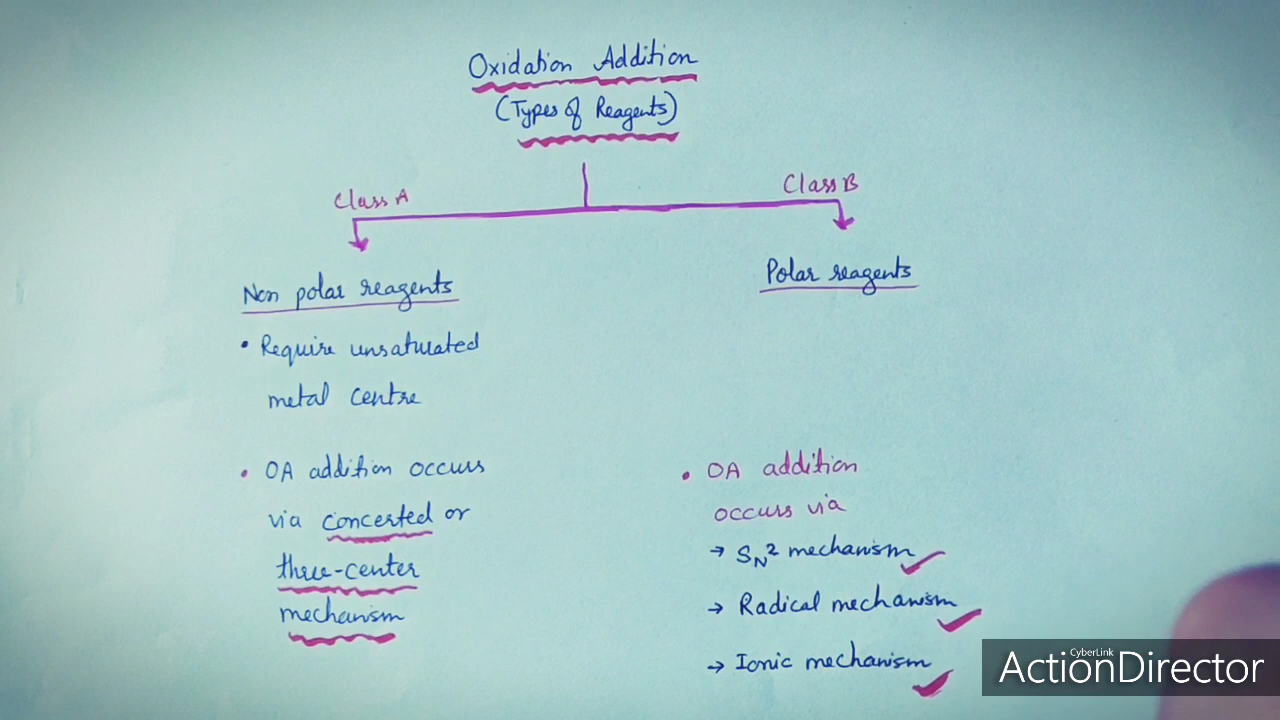 Oxidation Addition
(Types of Reagents)
Class A
Class B
Non polar reagents
• Require unsaturated
metal centre
• OA addition occurs
via concerted or
three-center
mechanism
Polar reagents
• OA addition
occurs via
→ SN² mechanism
→ Radical mechanism
→ Ionic mechanism
CyberLink
ActionDirector